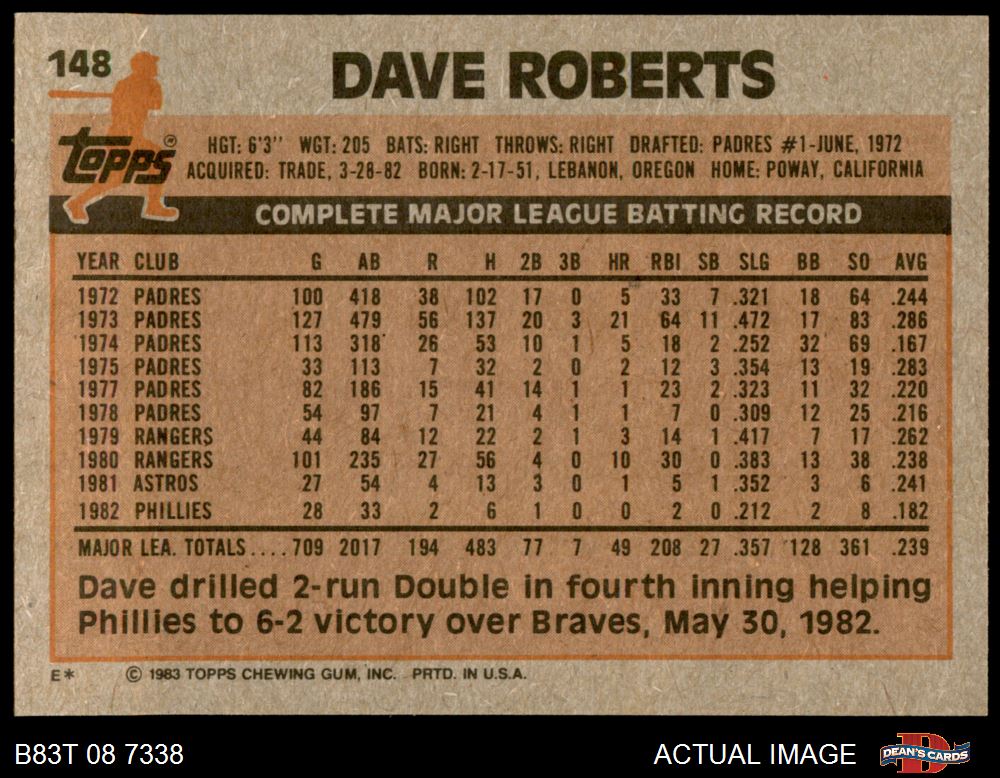 148
DAVE ROBERTS
Topps®
HGT: 6'3" WGT: 205 BATS: RIGHT THROWS: RIGHT DRAFTED: PADRES #1-JUNE, 1972
ACQUIRED: TRADE, 3-28-82 BORN: 2-17-51, LEBANON, OREGON HOME: POWAY, CALIFORNIA
COMPLETE MAJOR LEAGUE BATTING RECORD
YEAR CLUB G AB R H 2B 3B HR RBI SB SLG BB SO AVG
1972 PADRES 100 418 38 102 17 0 5 33 7 .321 18 64 .244
1973 PADRES 127 479 56 137 20 3 21 64 11 .472 17 83 .286
1974 PADRES 113 318 26 53 10 1 5 18 2 .252 32 69 .167
1975 PADRES 33 113 7 32 2 0 2 12 3 .354 13 19 .283
1977 PADRES 82 186 15 41 14 1 1 23 2 .323 11 32 .220
1978 PADRES 54 97 7 21 4 1 1 7 0 .309 12 25 .216
1979 RANGERS 44 84 12 22 2 1 3 14 1 .417 7 17 .262
1980 RANGERS 101 235 27 56 4 0 10 30 0 .383 13 38 .238
1981 ASTROS 27 54 4 13 3 0 1 5 1 .352 3 6 .241
1982 PHILLIES 28 33 2 6 1 0 0 2 0 .212 2 8 .182
MAJOR LEA. TOTALS....709 2017 194 483 77 7 49 208 27 .357 128 361 .239
Dave drilled 2-run Double in fourth inning helping
Phillies to 6-2 victory over Braves, May 30, 1982.
E* © 1983 TOPPS CHEWING GUM, INC. PRTD. IN U.S.A.
B83T 08 7338 ACTUAL IMAGE DEAN'S CARDS